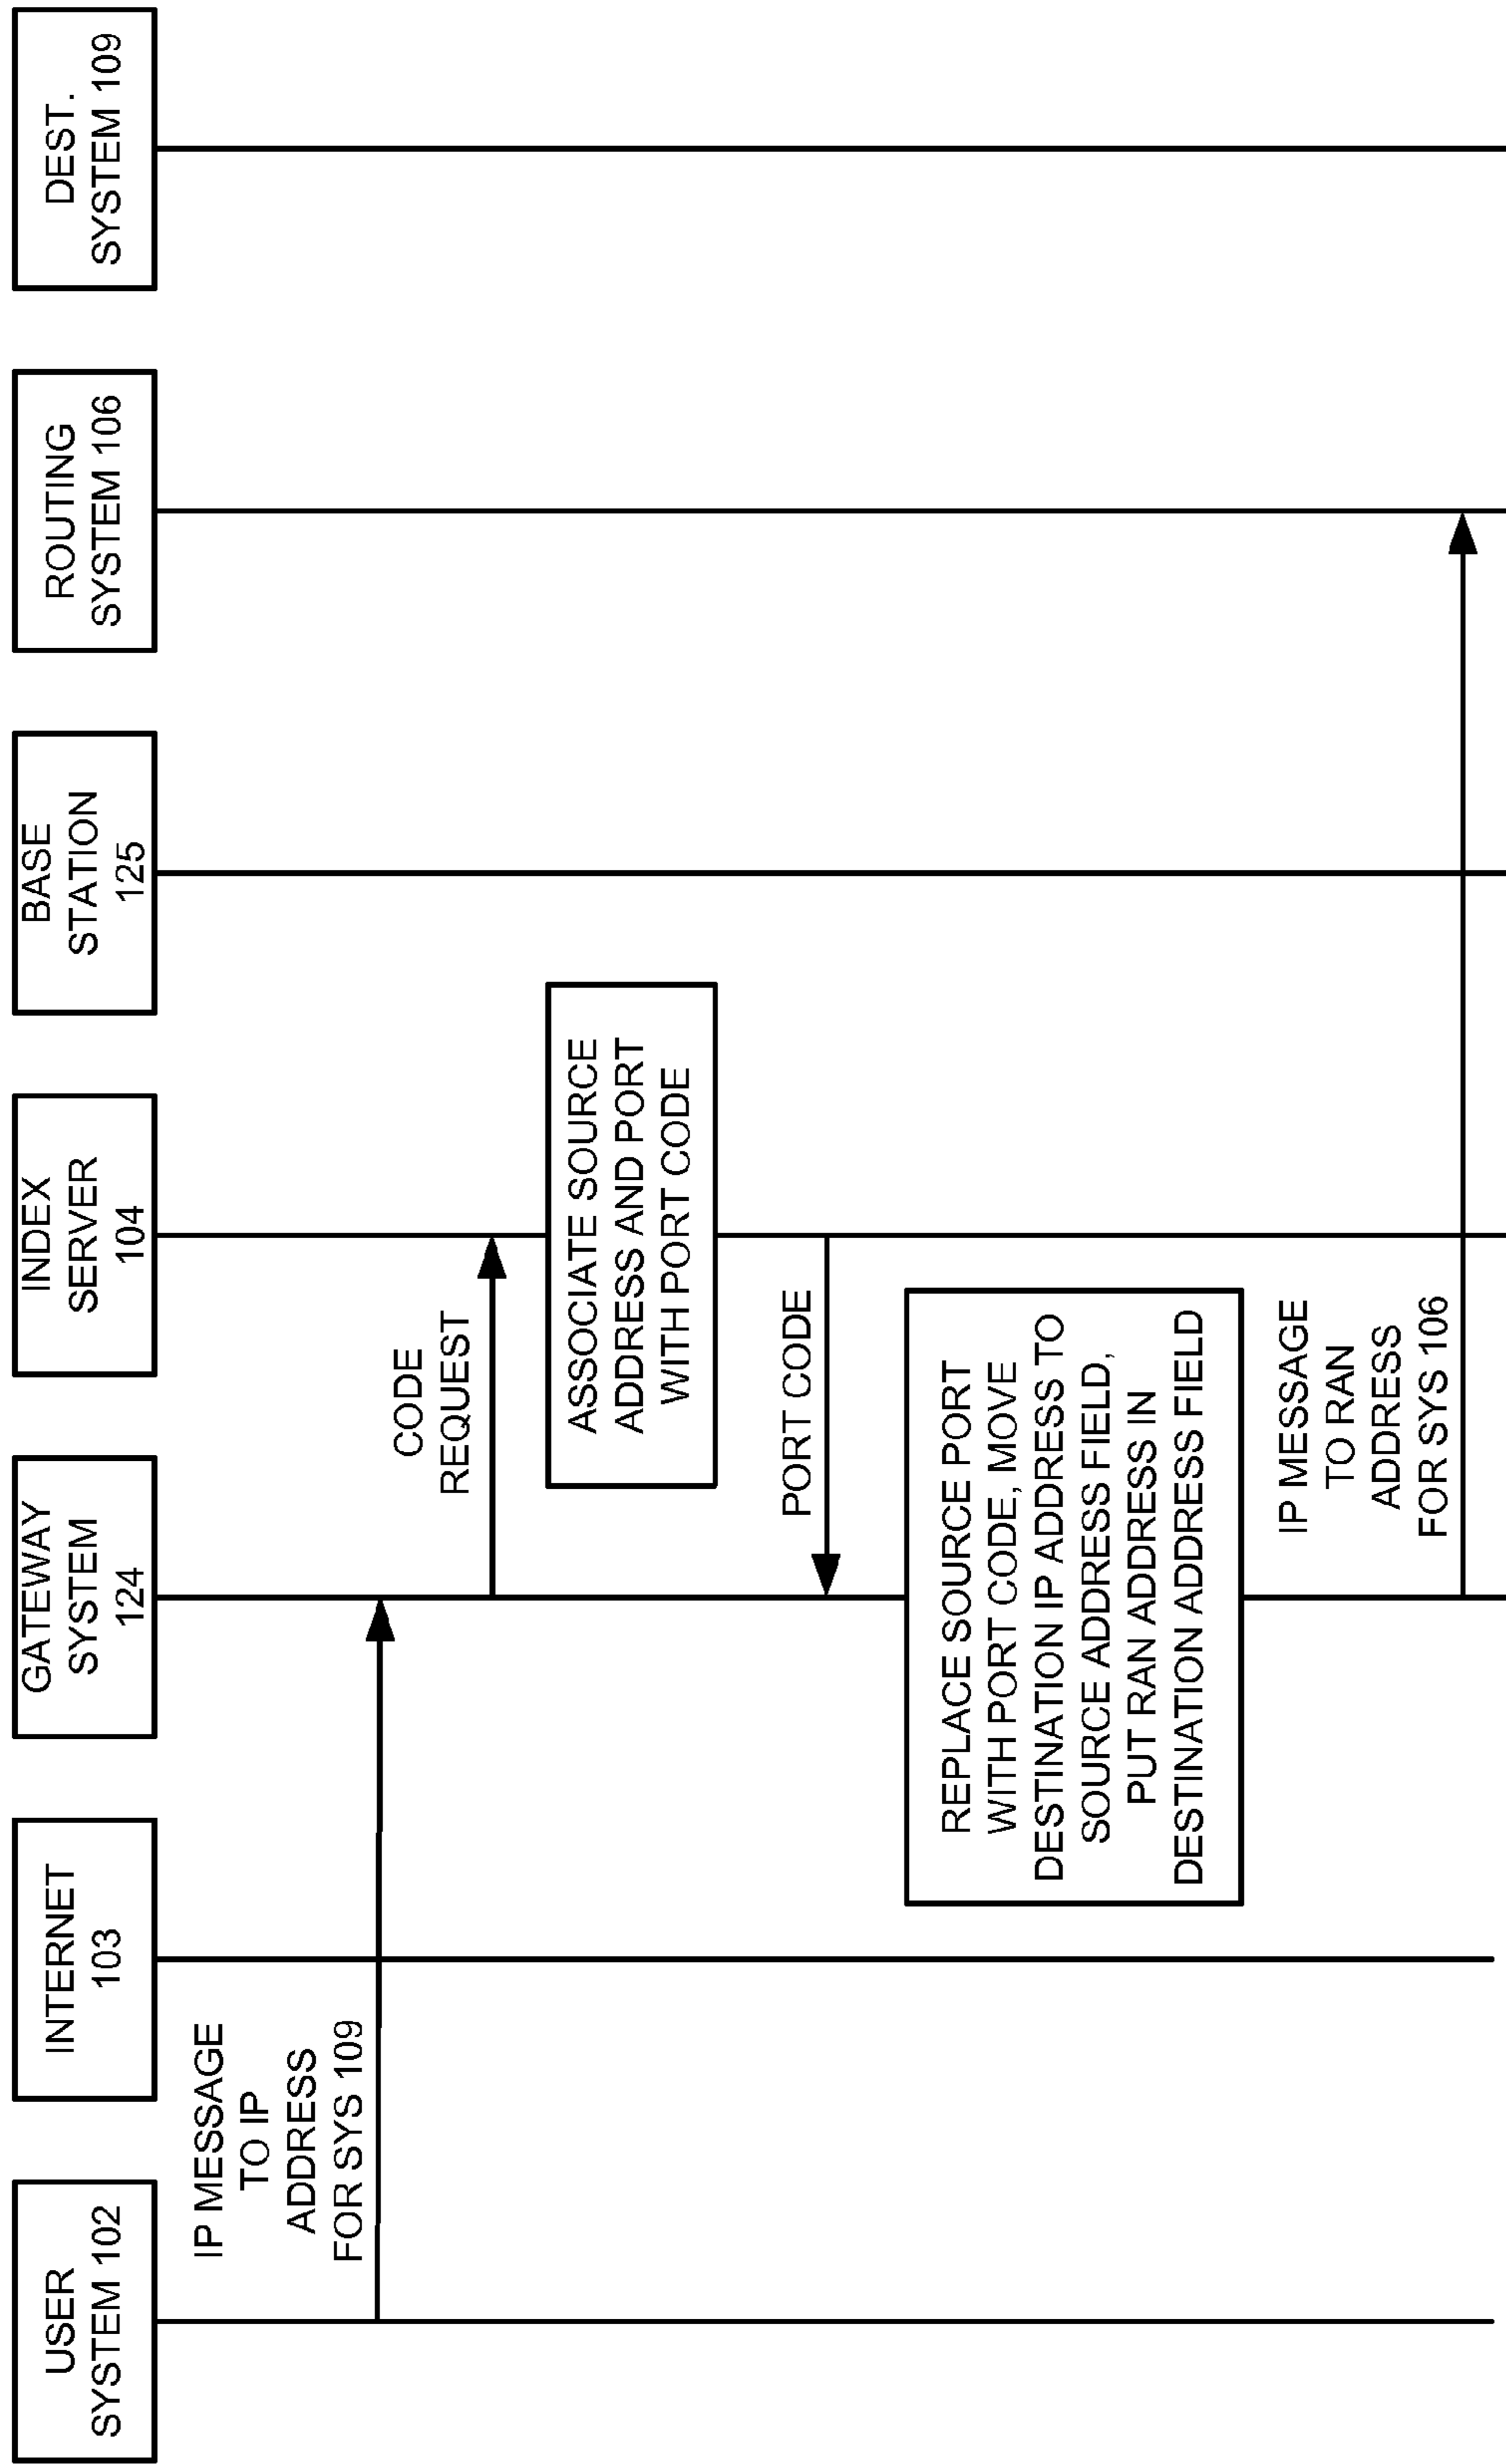 USER
SYSTEM 102
INTERNET
103
GATEWAY
SYSTEM
124
INDEX
SERVER
104
BASE
STATION
125
ROUTING
SYSTEM 106
DEST.
SYSTEM 109
IP MESSAGE
TO IP
ADDRESS
FOR SYS 109
CODE
REQUEST
ASSOCIATE SOURCE
ADDRESS AND PORT
WITH PORT CODE
PORT CODE
REPLACE SOURCE PORT
WITH PORT CODE, MOVE
DESTINATION IP ADDRESS TO
SOURCE ADDRESS FIELD,
PUT RAN ADDRESS IN
DESTINATION ADDRESS FIELD
IP MESSAGE
TO RAN
ADDRESS
FOR SYS 106